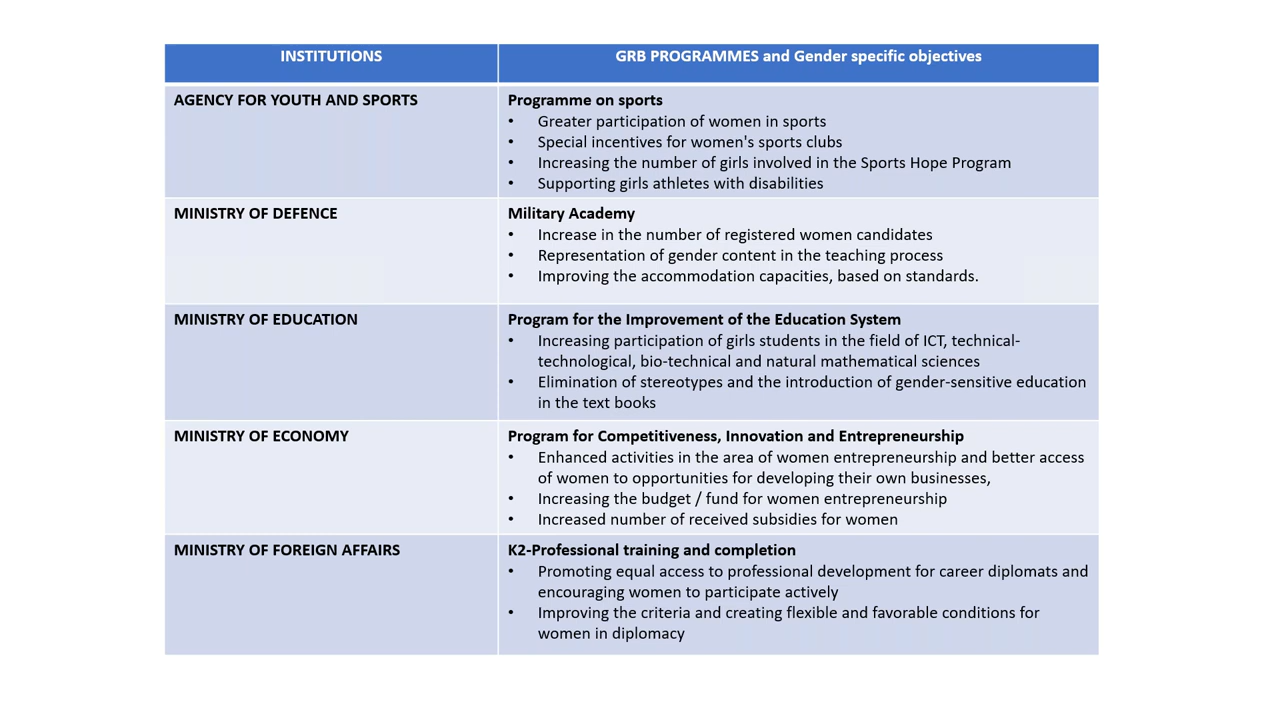 INSTITUTIONS
GRB PROGRAMMES and Gender specific objectives
AGENCY FOR YOUTH AND SPORTS
Programme on sports
• Greater participation of women in sports
• Special incentives for women's sports clubs
• Increasing the number of girls involved in the Sports Hope Program
• Supporting girls athletes with disabilities
MINISTRY OF DEFENCE
Military Academy
• Increase in the number of registered women candidates
• Representation of gender content in the teaching process
• Improving the accommodation capacities, based on standards.
MINISTRY OF EDUCATION
Program for the Improvement of the Education System
• Increasing participation of girls students in the field of ICT, technical-
technological, bio-technical and natural mathematical sciences
• Elimination of stereotypes and the introduction of gender-sensitive education
in the text books
MINISTRY OF ECONOMY
Program for Competitiveness, Innovation and Entrepreneurship
• Enhanced activities in the area of women entrepreneurship and better access
of women to opportunities for developing their own businesses,
• Increasing the budget / fund for women entrepreneurship
• Increased number of received subsidies for women
MINISTRY OF FOREIGN AFFAIRS
K2-Professional training and completion
• Promoting equal access to professional development for career diplomats and
encouraging women to participate actively
• Improving the criteria and creating flexible and favorable conditions for
women in diplomacy